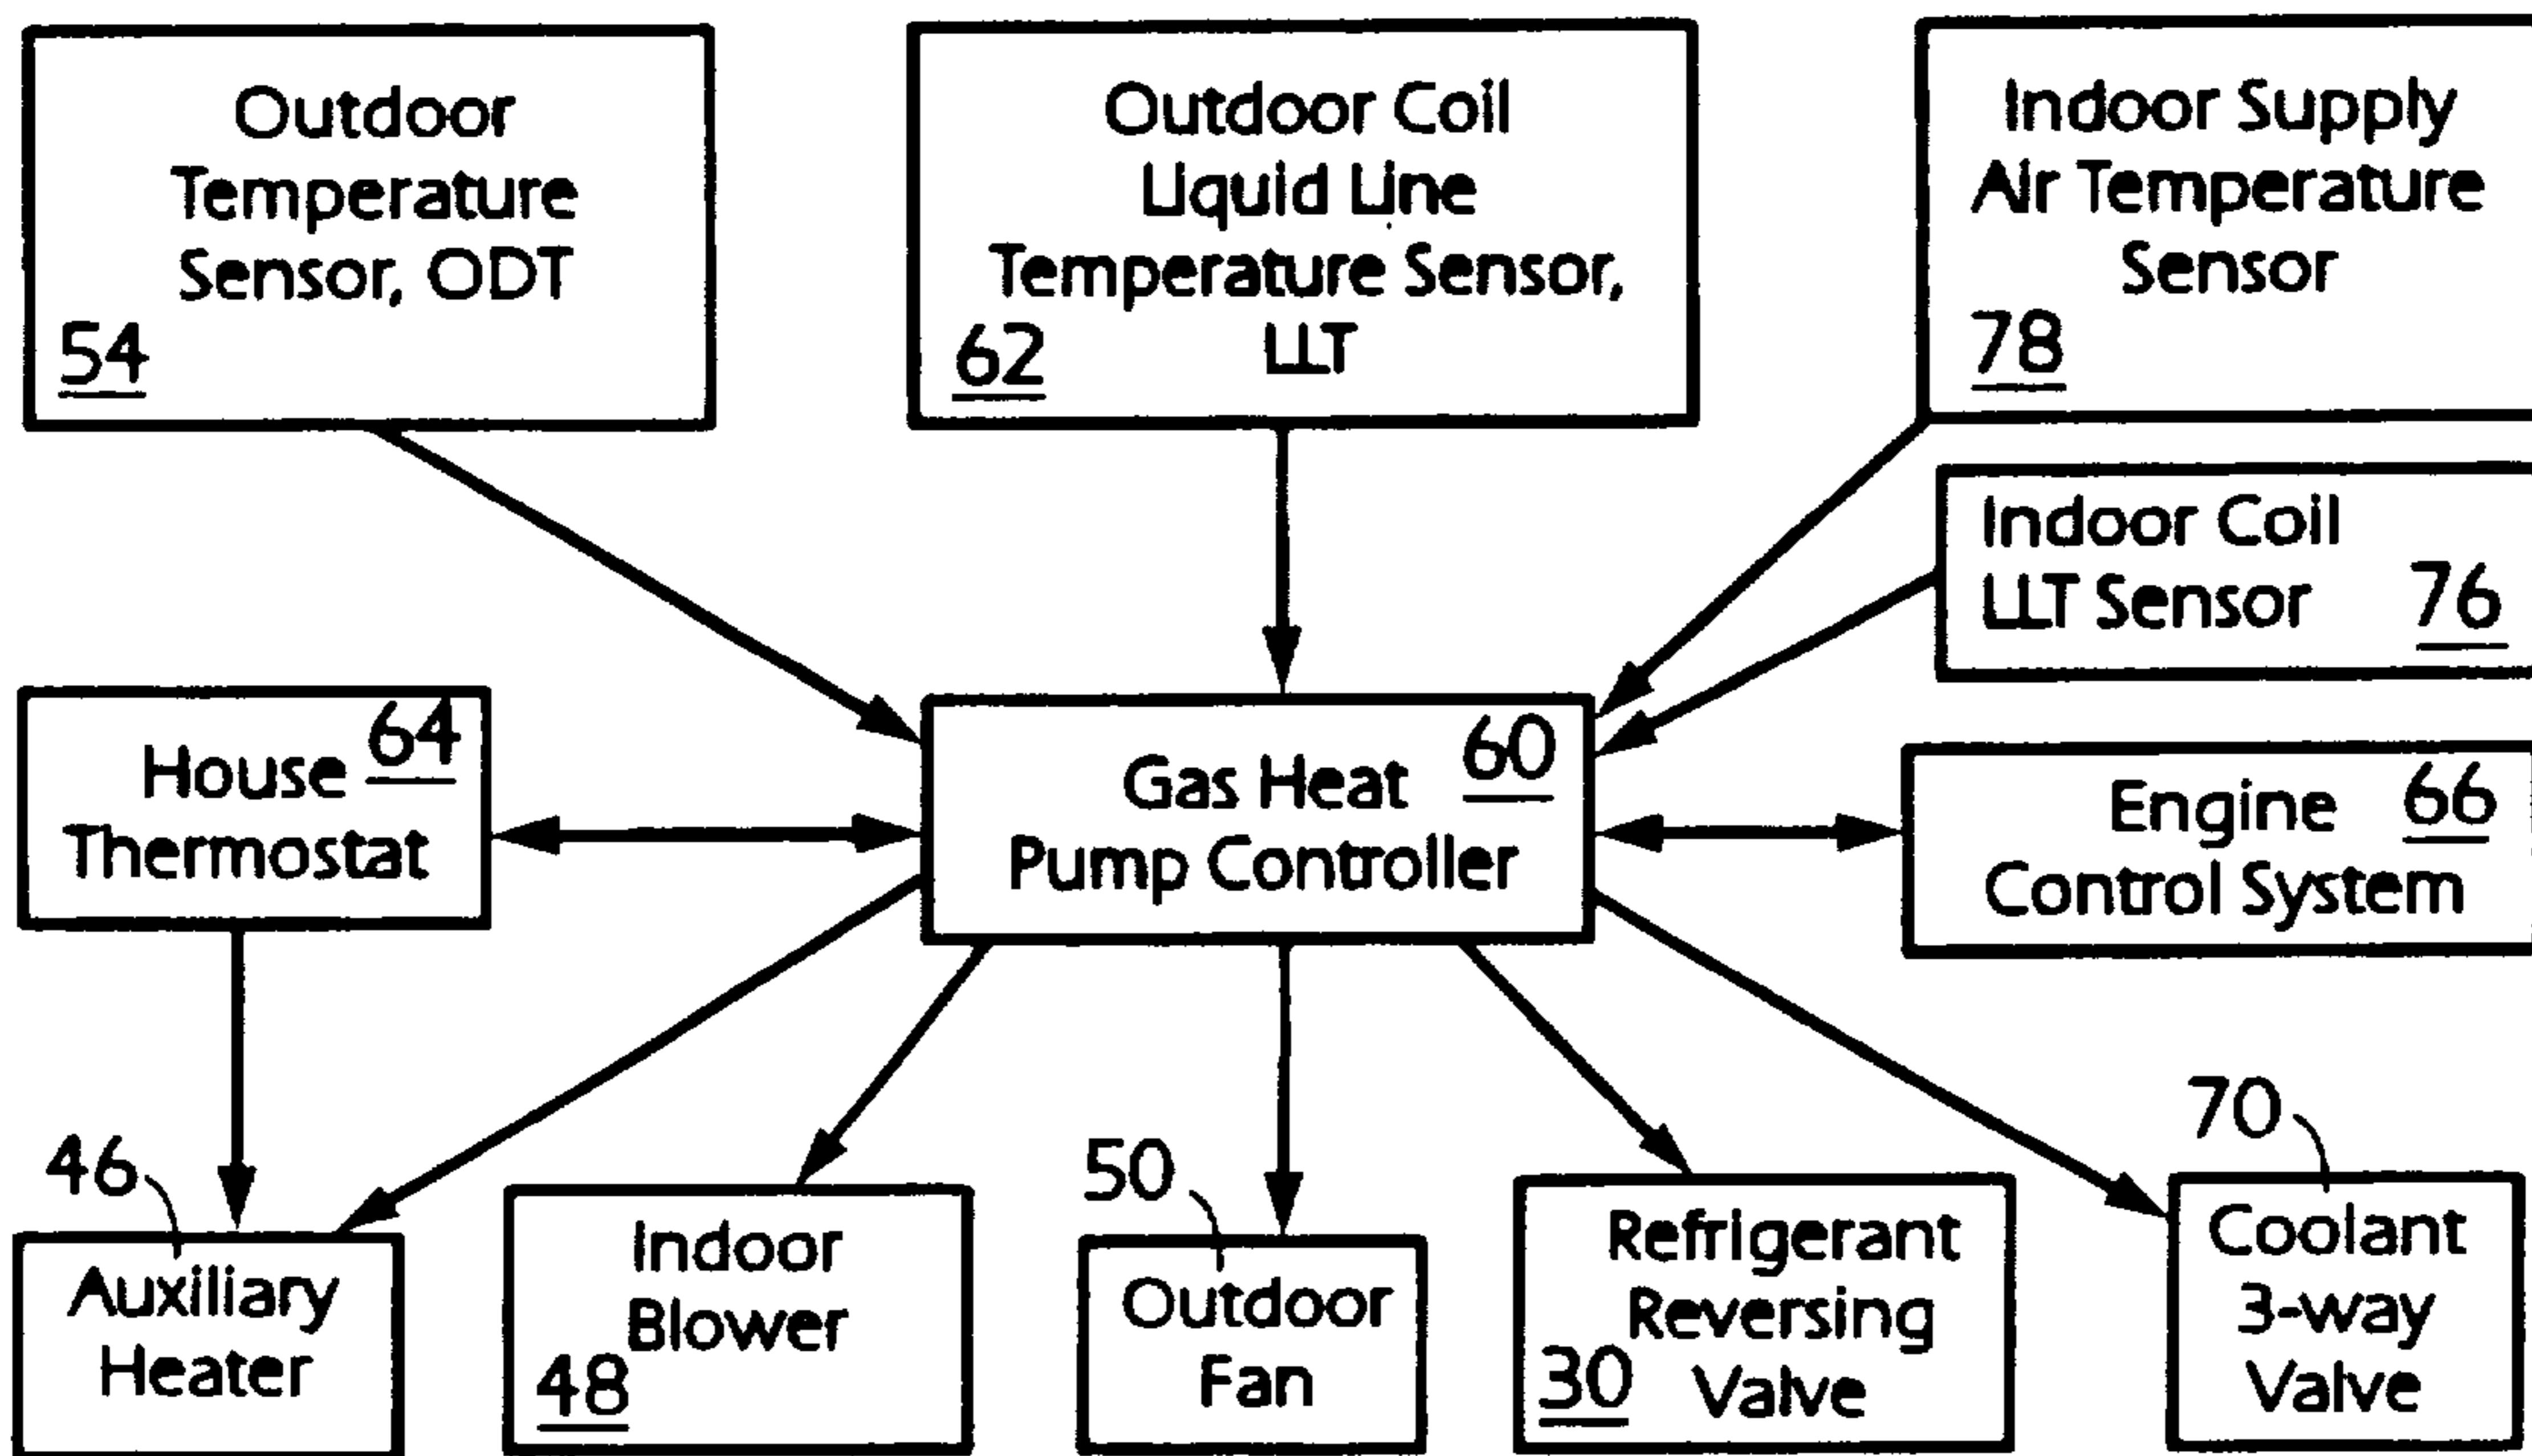 Outdoor
Temperature
Sensor, ODT
54
Outdoor Coil
Liquid Line
Temperature Sensor,
LLT
62
Indoor Supply
Air Temperature
Sensor
78
Indoor Coil
LLT Sensor 76
64
House
Thermostat
60
Gas Heat
Pump Controller
Engine 66
Control System
46
Auxiliary
Heater
Indoor
Blower
48
50
Outdoor
Fan
Refrigerant
Reversing
Valve
30
70
Coolant
3-way
Valve